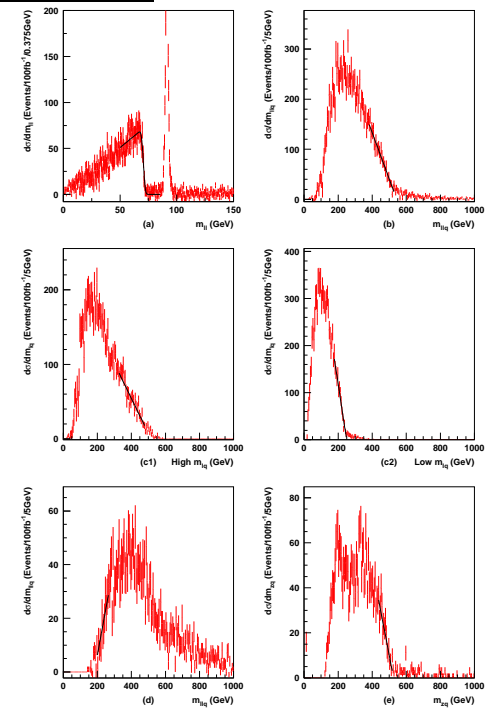 dσ/dm_ll (Events/100fb⁻¹/0.375GeV)
200
150
100
50
0
0 50 100 150
(a) m_ll (GeV)
dσ/dm_llq (Events/100fb⁻¹/5GeV)
300
200
100
0
0 200 400 600 800 1000
(b) m_llq (GeV)
dσ/dm_lq (Events/100fb⁻¹/5GeV)
200
100
0
0 200 400 600 800 1000
(c1) High m_lq (GeV)
dσ/dm_lq (Events/100fb⁻¹/5GeV)
400
300
200
100
0
0 200 400 600 800 1000
(c2) Low m_lq (GeV)
dσ/dm_llq (Events/100fb⁻¹/5GeV)
60
40
20
0
0 200 400 600 800 1000
(d) m_llq (GeV)
dσ/dm_zq (Events/100fb⁻¹/5GeV)
80
60
40
20
0
0 200 400 600 800 1000
(e) m_zq (GeV)